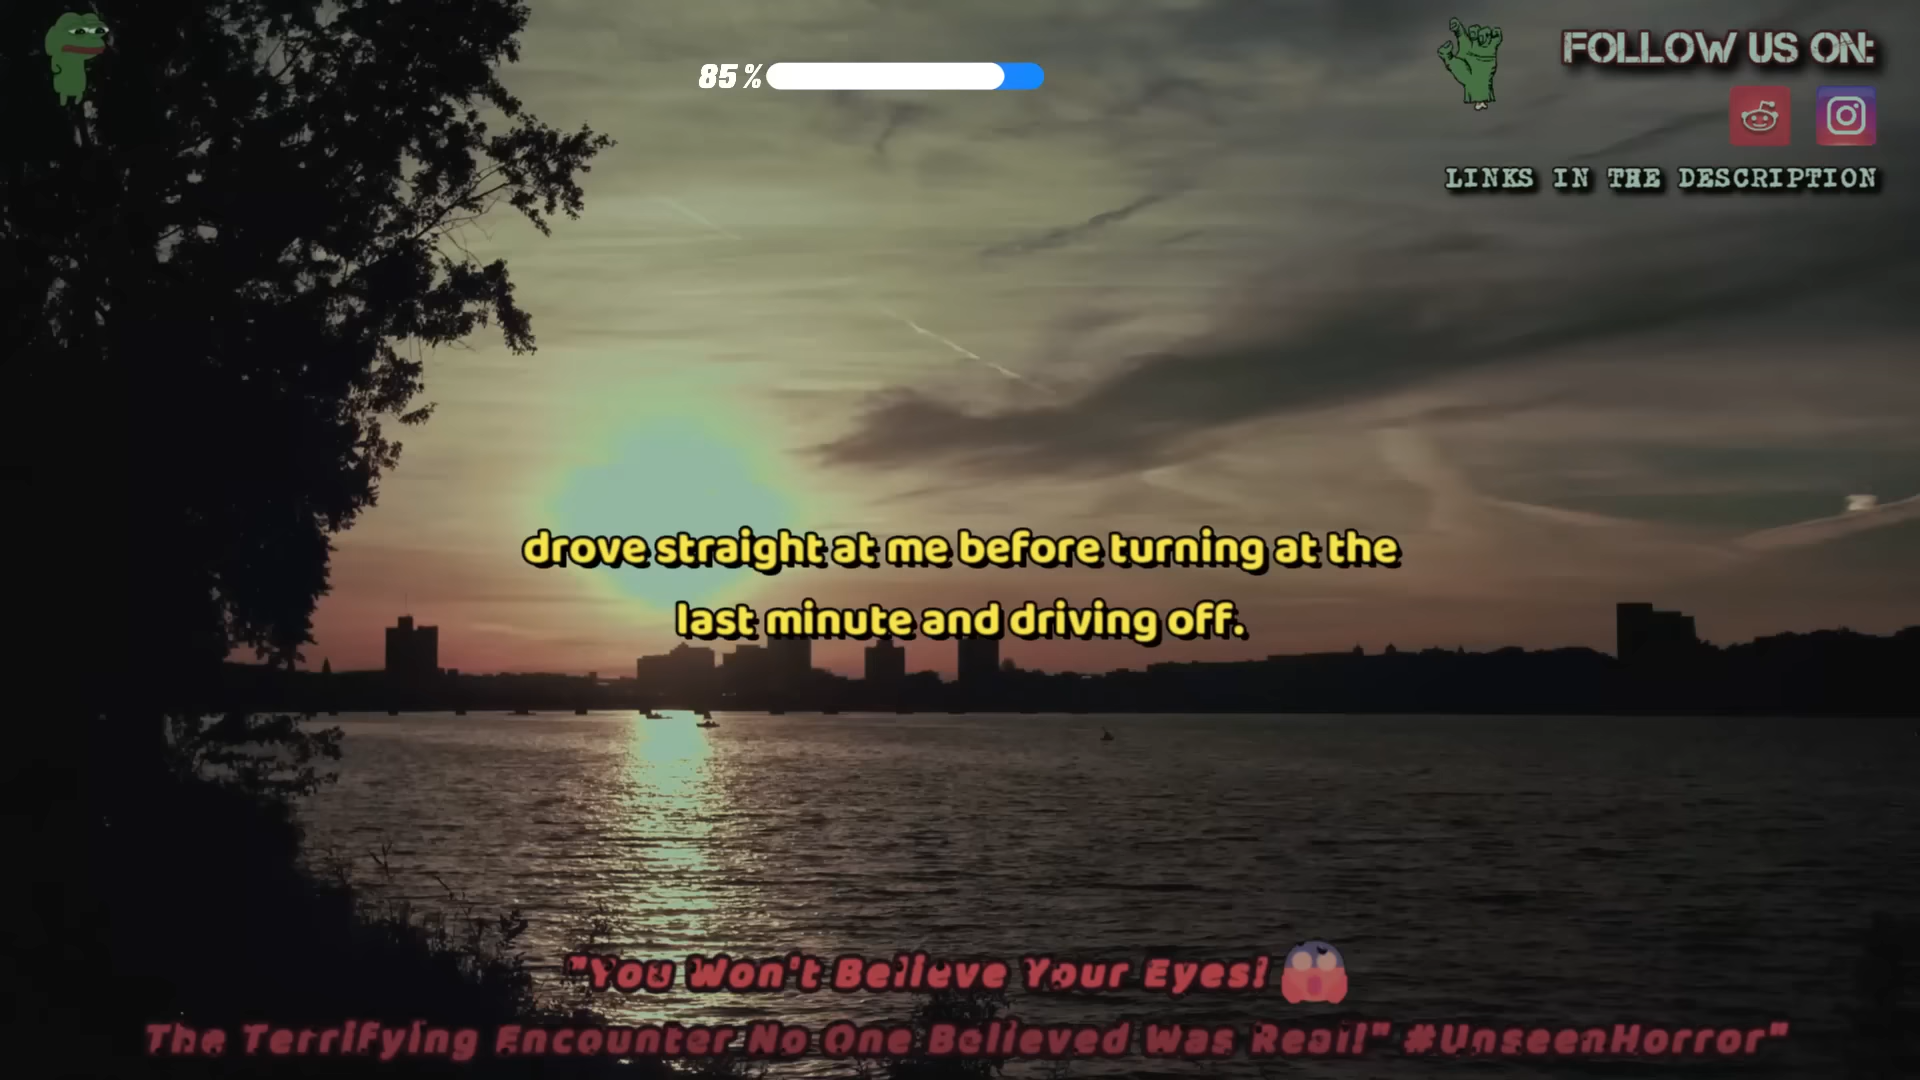 85%
FOLLOW US ON:
LINKS IN THE DESCRIPTION
drove straight at me before turning at the
last minute and driving off.
"You Won't Believe Your Eyes!
The Terrifying Encounter No One Believed Was Real!" #UnseenHorror"